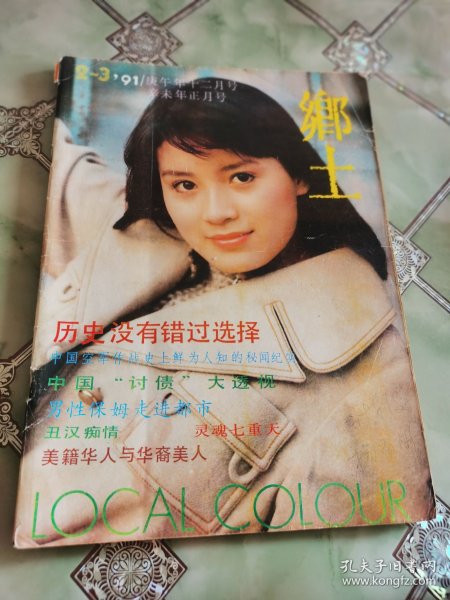 2-3,'91/庚午年十二月号
辛未年正月号
鄉土
历史没有错过选择
中国空军作战史上鲜为人知的秘闻纪实
中国“讨债”大透视
男性保姆走进都市
丑汉痴情
灵魂七重天
美籍华人与华裔美人
LOCAL COLOUR
孔夫子旧书网
www.kongfz.com